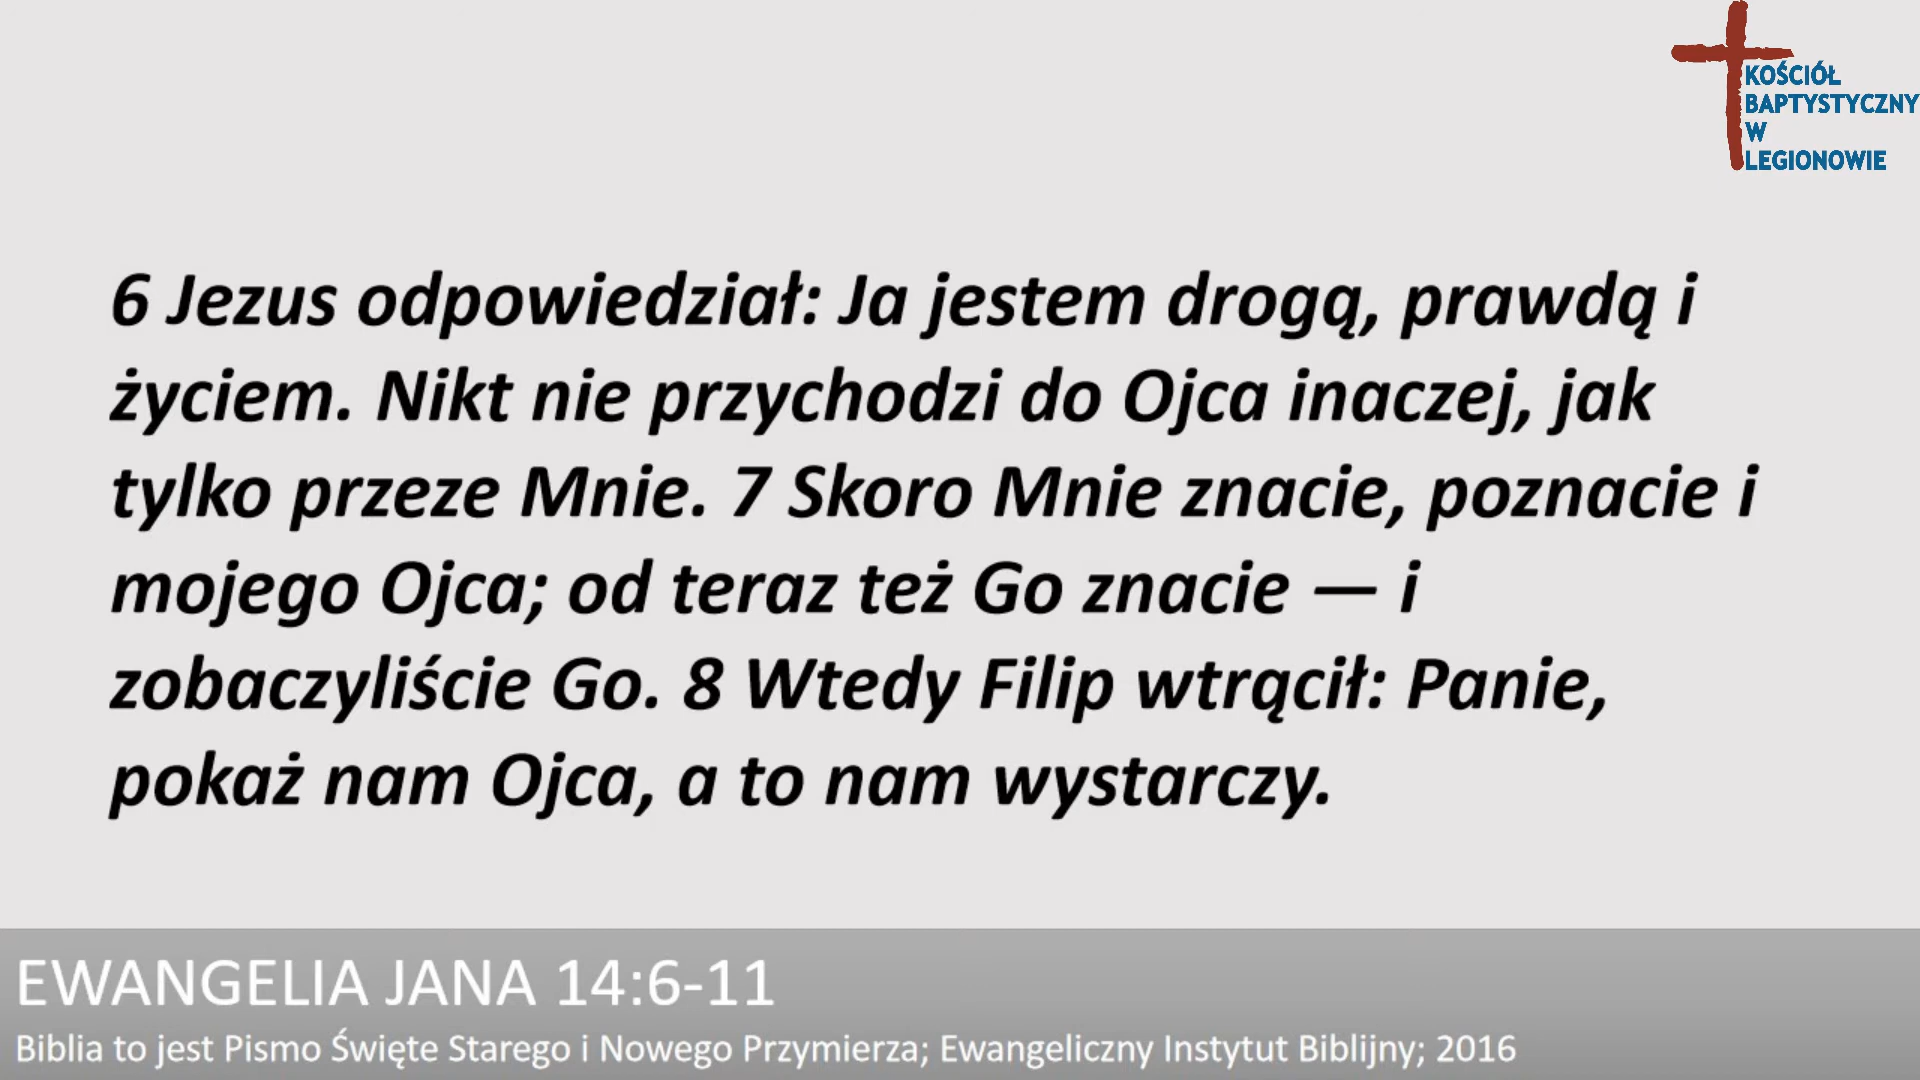 KOŚCIÓŁ
BAPTYSTYCZNY
W
LEGIONOWIE
6 Jezus odpowiedział: Ja jestem drogą, prawdą i
życiem. Nikt nie przychodzi do Ojca inaczej, jak
tylko przeze Mnie. 7 Skoro Mnie znacie, poznacie i
mojego Ojca; od teraz też Go znacie — i
zobaczyliście Go. 8 Wtedy Filip wtrącił: Panie,
pokaż nam Ojca, a to nam wystarczy.
EWANGELIA JANA 14:6-11
Biblia to jest Pismo Święte Starego i Nowego Przymierza; Ewangeliczny Instytut Biblijny; 2016